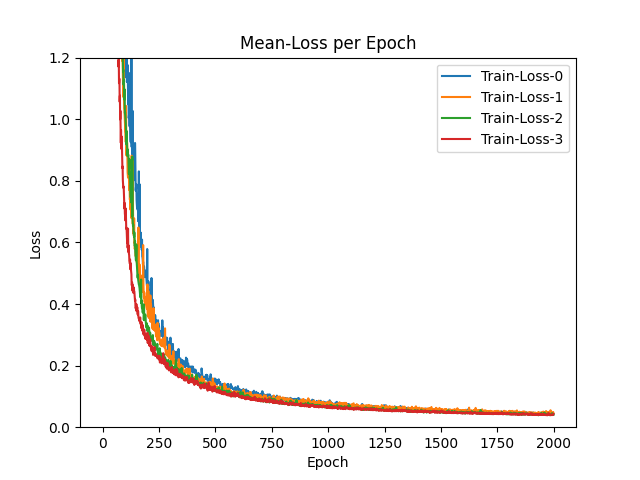 Mean-Loss per Epoch
Train-Loss-0
Train-Loss-1
Train-Loss-2
Train-Loss-3
Loss
1.2
1.0
0.8
0.6
0.4
0.2
0.0
0 250 500 750 1000 1250 1500 1750 2000
Epoch